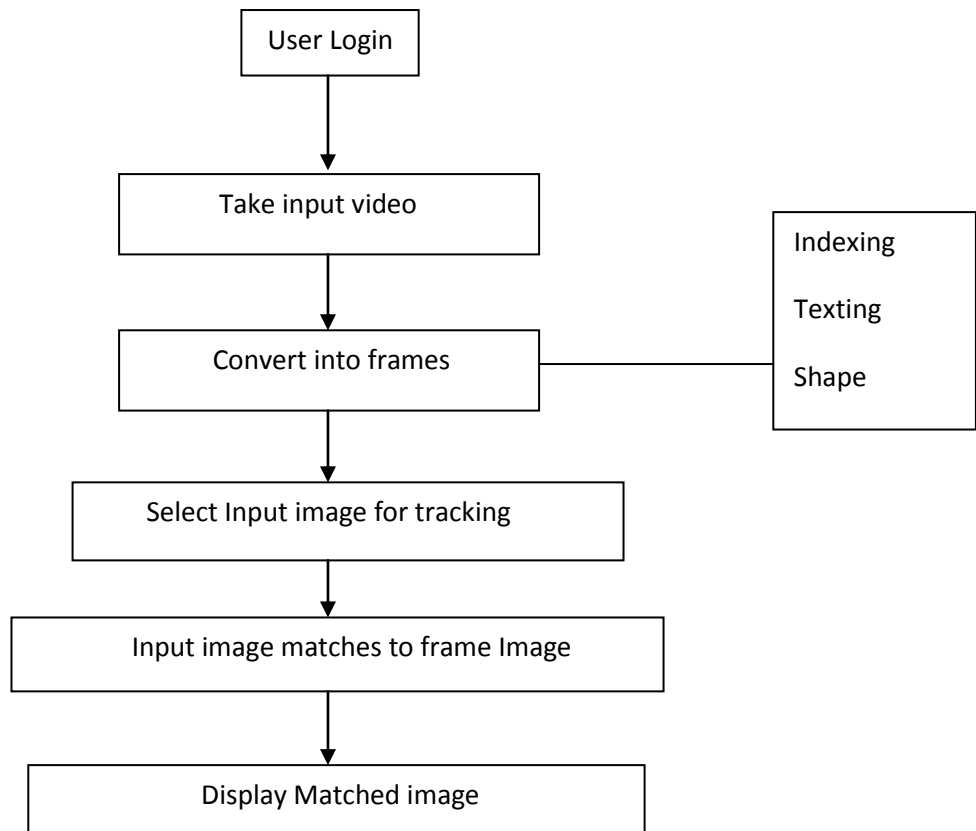 User Login
Take input video
Indexing
Texting
Shape
Convert into frames
Select Input image for tracking
Input image matches to frame Image
Display Matched image